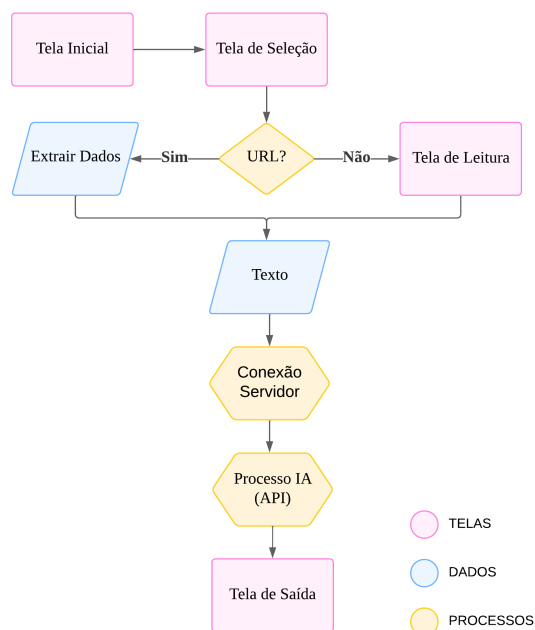 Tela Inicial
Tela de Seleção
Extrair Dados
Sim
URL?
Não
Tela de Leitura
Texto
Conexão
Servidor
Processo IA
(API)
Tela de Saída
TELAS
DADOS
PROCESSOS